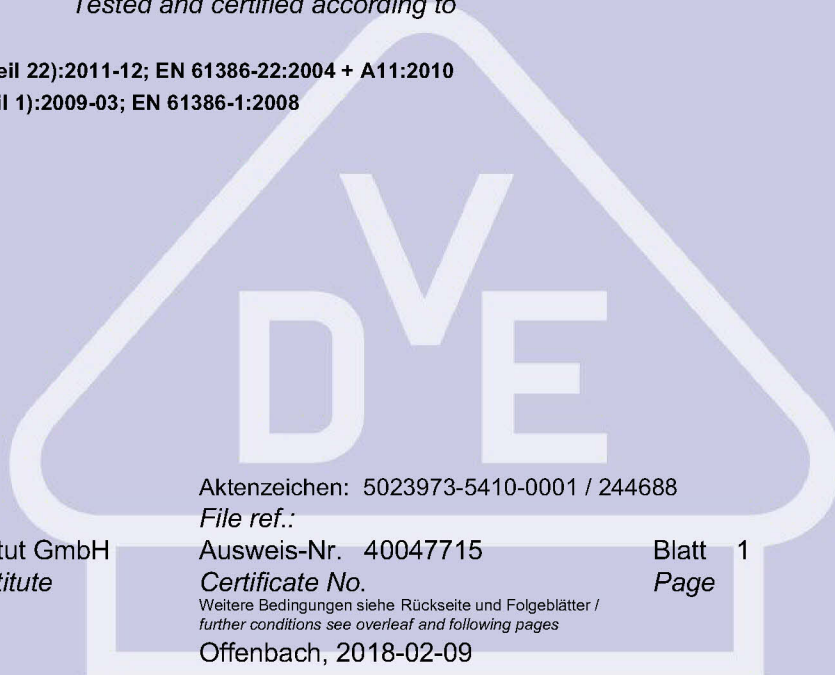 Tested and certified according to
eil 22):2011-12; EN 61386-22:2004 + A11:2010
il 1):2009-03; EN 61386-1:2008
DVE
Aktenzeichen: 5023973-5410-0001 / 244688
File ref.:
tut GmbH Ausweis-Nr. 40047715 Blatt 1
titute Certificate No. Page
Weitere Bedingungen siehe Rückseite und Folgeblätter /
further conditions see overleaf and following pages
Offenbach, 2018-02-09